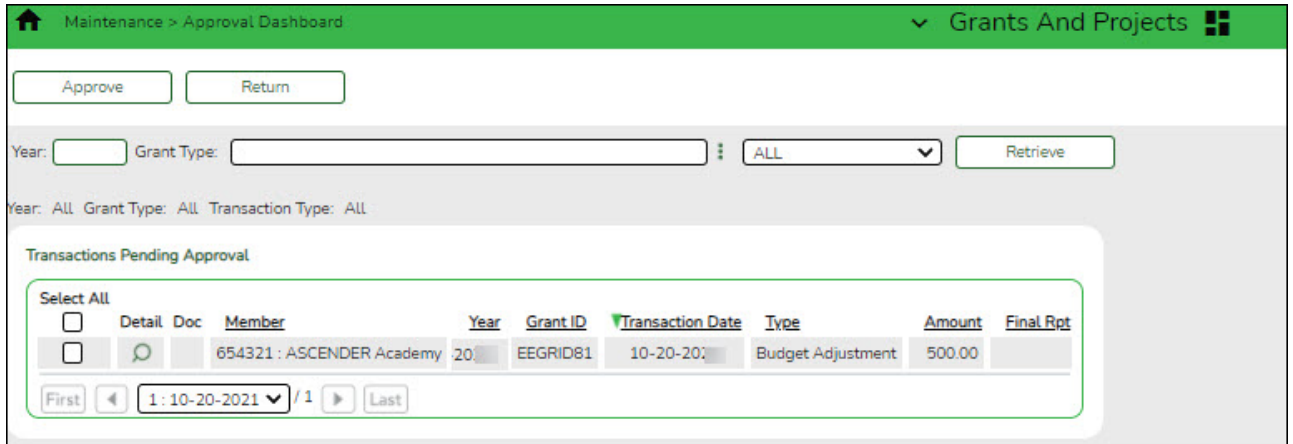 Maintenance > Approval Dashboard Grants And Projects
Approve Return
Year: Grant Type: ALL Retrieve
Year: All Grant Type: All Transaction Type: All
Transactions Pending Approval
Select All
Detail Doc Member Year Grant ID Transaction Date Type Amount Final Rpt
654321 : ASCENDER Academy EEGRID81 Budget Adjustment 500.00
First 1 : 10-20-2021 / 1 Last